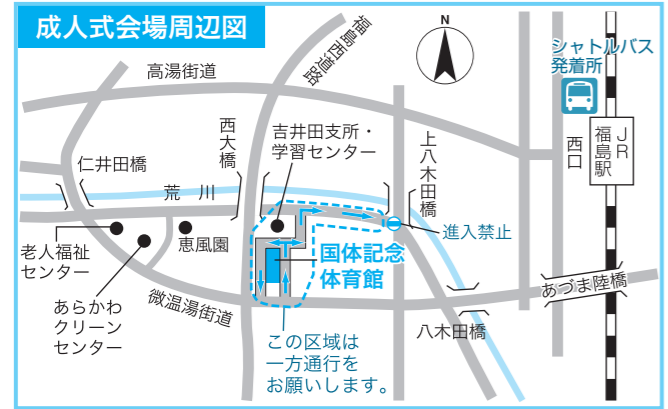 成人式会場周辺図
N
シャトルバス
発着所
高湯街道
福島西道路
西大橋
吉井田支所・
学習センター
上八木田橋
西口
JR
福島駅
仁井田橋
荒川
進入禁止
老人福祉
センター
恵風園
国体記念
体育館
あらかわ
クリーン
センター
微温湯街道
あづま陸橋
八木田橋
この区域は
一方通行を
お願いします。